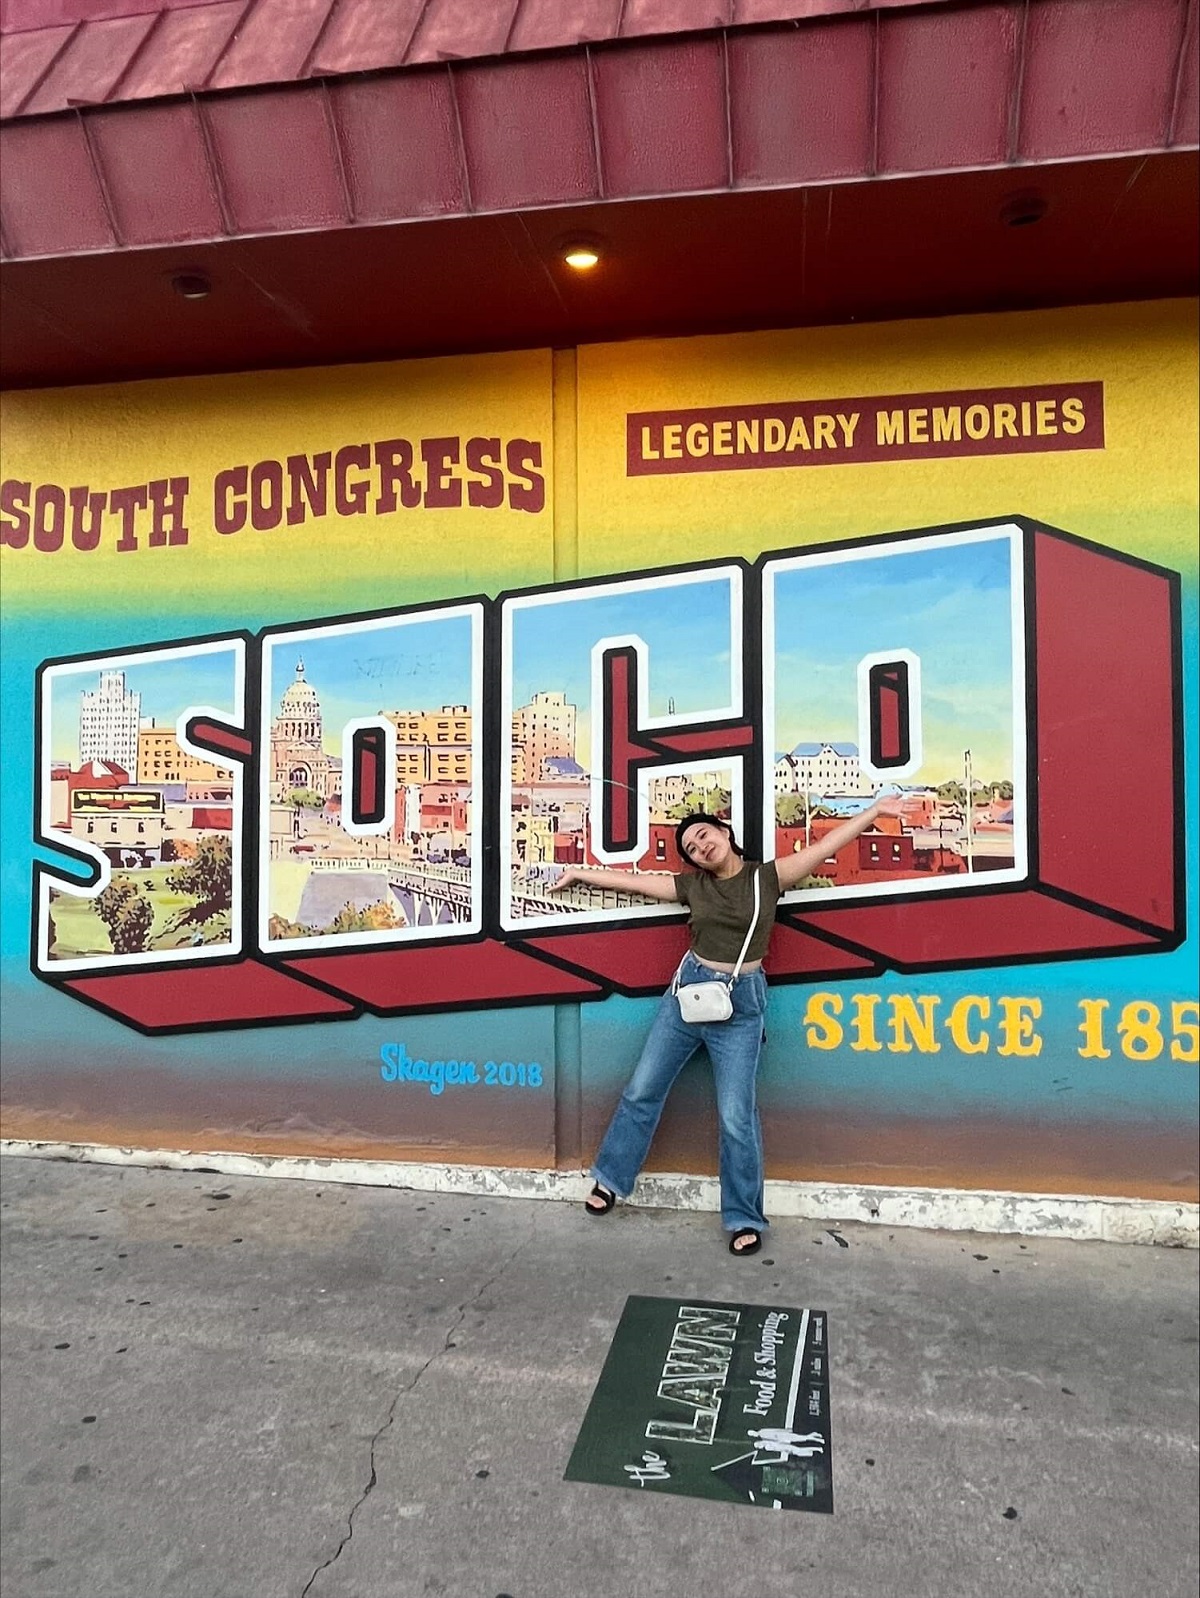 SOUTH CONGRESS
LEGENDARY MEMORIES
SOCO
SINCE 185
Skagen 2018
the LAWN
Food & Shopping